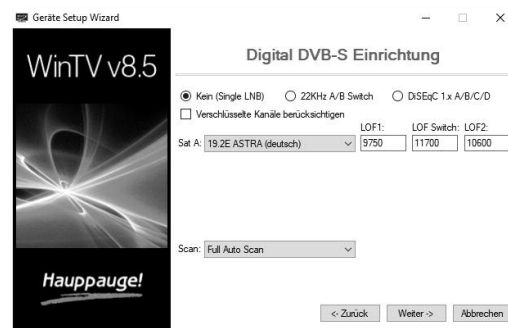 Geräte Setup Wizard
WinTV v8.5
Digital DVB-S Einrichtung
Kein (Single LNB) 22KHz A/B Switch DiSEqC 1.x A/B/C/D
Verschlüsselte Kanäle berücksichtigen
LOF1: LOF Switch: LOF2:
Sat A: 19.2E ASTRA (deutsch) 9750 11700 10600
Scan: Full Auto Scan
Hauppauge!
<- Zurück Weiter -> Abbrechen